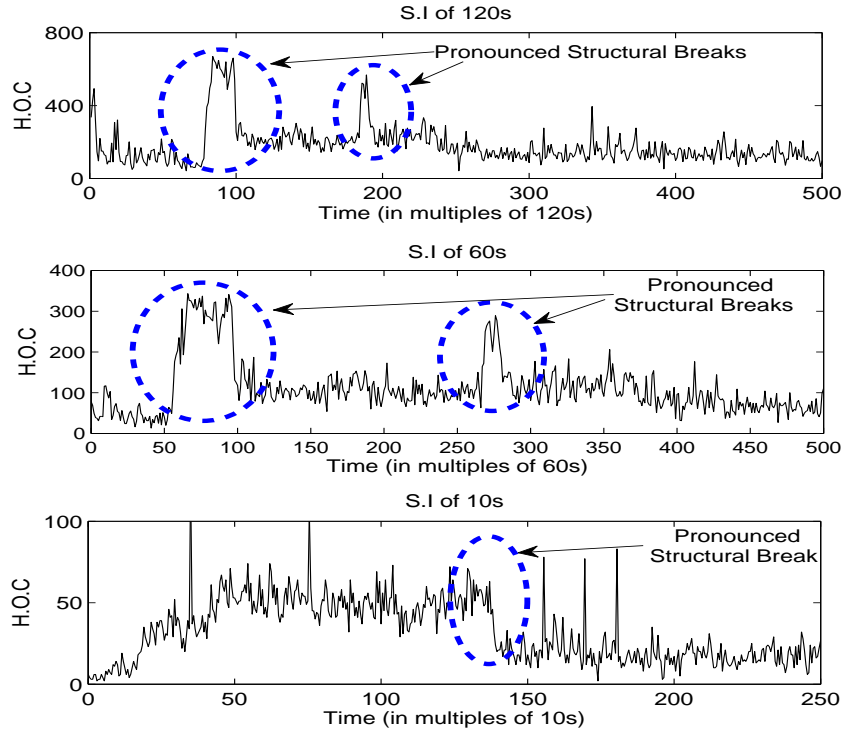 S.I of 120s
800
400
0
H.O.C
Pronounced Structural Breaks
0 100 200 300 400 500
Time (in multiples of 120s)
S.I of 60s
400
300
200
100
0
H.O.C
Pronounced
Structural Breaks
0 50 100 150 200 250 300 350 400 450 500
Time (in multiples of 60s)
S.I of 10s
100
50
0
H.O.C
Pronounced
Structural Break
0 50 100 150 200 250
Time (in multiples of 10s)